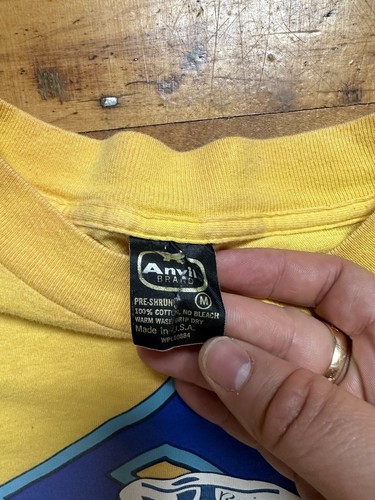 Anvil
BRAND
PRE-SHRUNK M
100% COTTON, NO BLEACH
WARM WASH, DRIP DRY
Made in U.S.A.